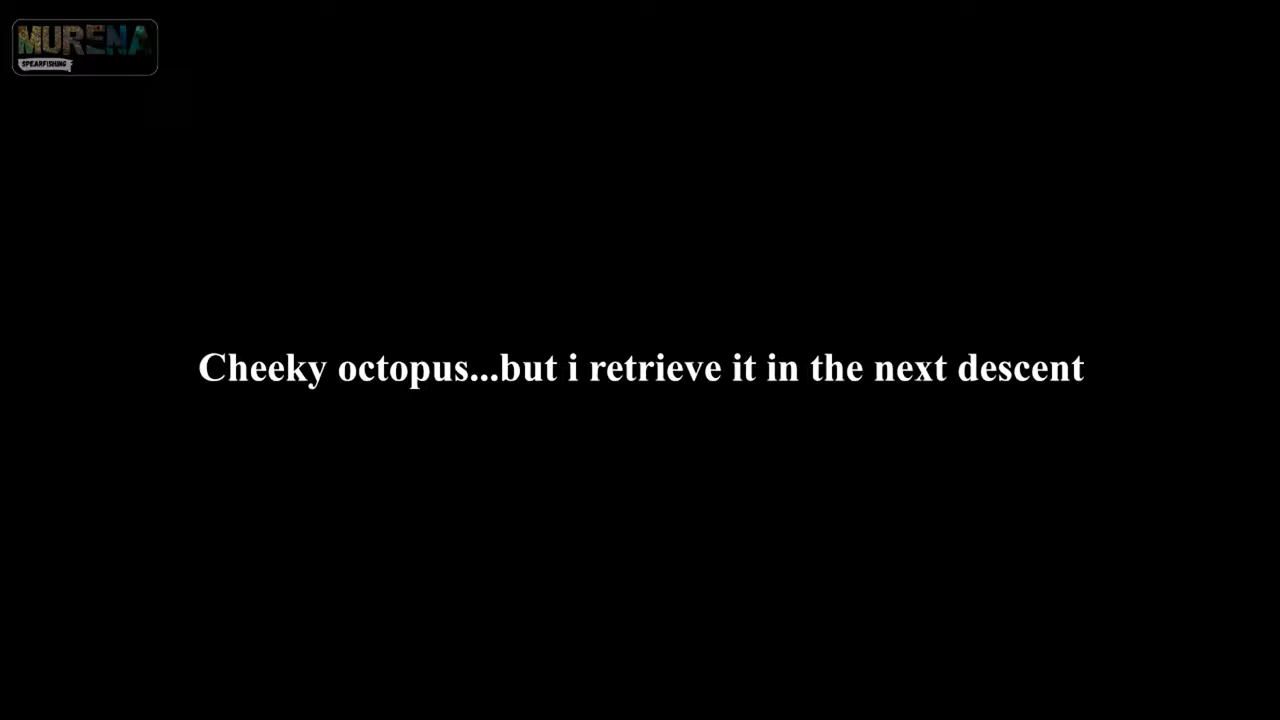 MURENA
SPEARFISHING
Cheeky octopus...but i retrieve it in the next descent